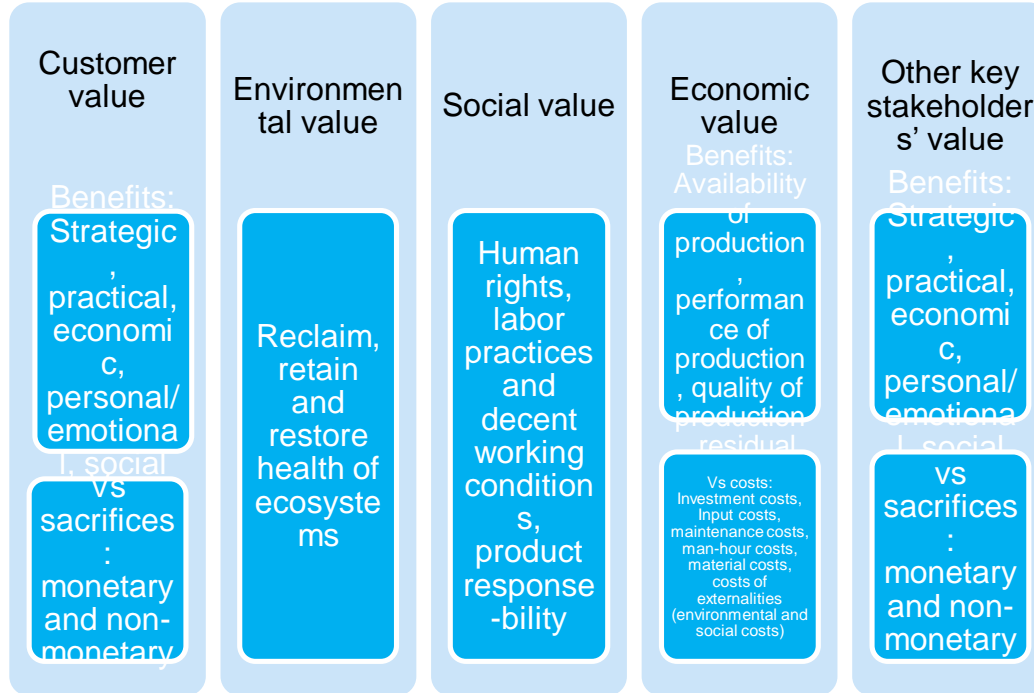 Customer
value
Benefits:
Strategic
,
practical,
economi
c,
personal/
emotiona
l, social
vs
sacrifices
:
monetary
and non-
monetary
Environmen
tal value
Reclaim,
retain
and
restore
health of
ecosyste
ms
Social value
Human
rights,
labor
practices
and
decent
working
condition
s,
product
response
-bility
Economic
value
Benefits:
Availability
of
production
,
performan
ce of
production
, quality of
production
residual
Vs costs:
Investment costs,
Input costs,
maintenance costs,
man-hour costs,
material costs,
costs of
externalities
(environmental and
social costs)
Other key
stakeholder
s’ value
Benefits:
Strategic
,
practical,
economi
c,
personal/
emotiona
l, social
vs
sacrifices
:
monetary
and non-
monetary